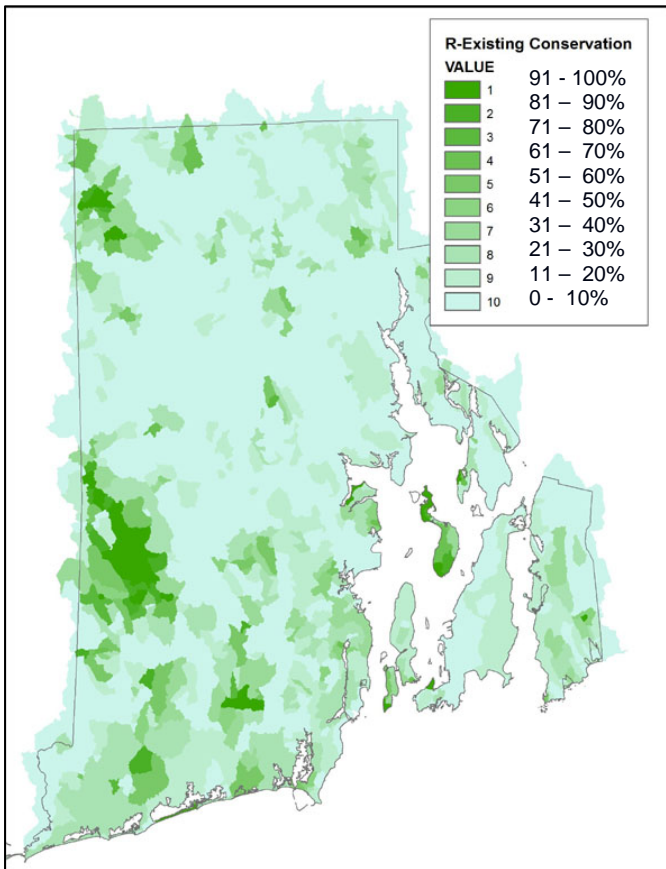 R-Existing Conservation
VALUE
1 91 - 100%
2 81 – 90%
3 71 – 80%
4 61 – 70%
5 51 – 60%
6 41 – 50%
7 31 – 40%
8 21 – 30%
9 11 – 20%
10 0 - 10%